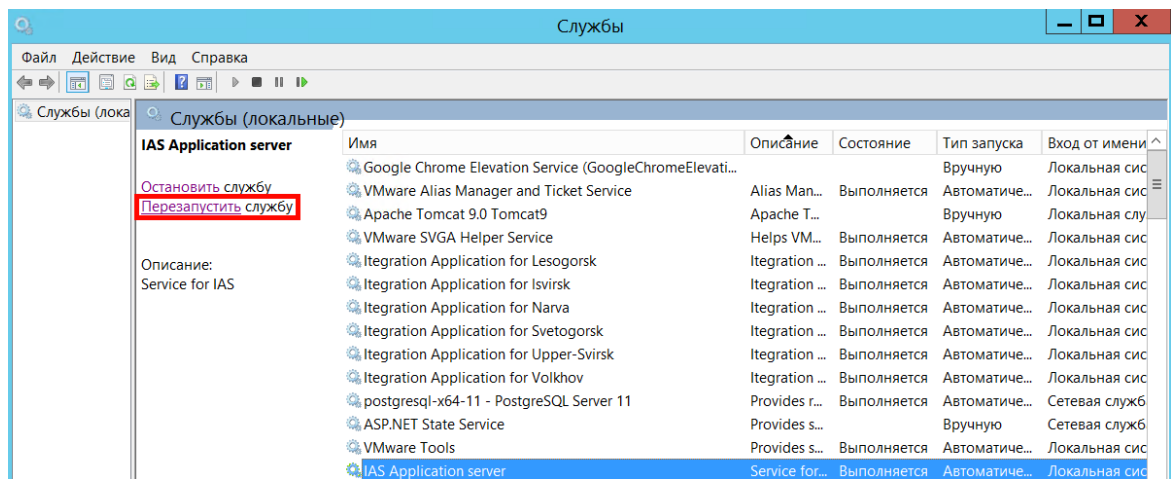 Службы
Файл Действие Вид Справка
Службы (лока
Службы (локальные)
IAS Application server
Остановить службу
Перезапустить службу
Описание:
Service for IAS
Имя Описание Состояние Тип запуска Вход от имени
Google Chrome Elevation Service (GoogleChromeElevati... Вручную Локальная сис
VMware Alias Manager and Ticket Service Alias Man... Выполняется Автоматиче... Локальная сис
Apache Tomcat 9.0 Tomcat9 Apache T... Вручную Локальная слу
VMware SVGA Helper Service Helps VM... Выполняется Автоматиче... Локальная сис
Itegration Application for Lesogorsk Itegration ... Выполняется Автоматиче... Локальная сис
Itegration Application for Isvirsk Itegration ... Выполняется Автоматиче... Локальная сис
Itegration Application for Narva Itegration ... Выполняется Автоматиче... Локальная сис
Itegration Application for Svetogorsk Itegration ... Выполняется Автоматиче... Локальная сис
Itegration Application for Upper-Svirsk Itegration ... Выполняется Автоматиче... Локальная сис
Itegration Application for Volkhov Itegration ... Выполняется Автоматиче... Локальная сис
postgresql-x64-11 - PostgreSQL Server 11 Provides r... Выполняется Автоматиче... Сетевая служб
ASP.NET State Service Provides s... Вручную Сетевая служб
VMware Tools Provides s... Выполняется Автоматиче... Локальная сис
IAS Application server Service for... Выполняется Автоматиче... Локальная сис